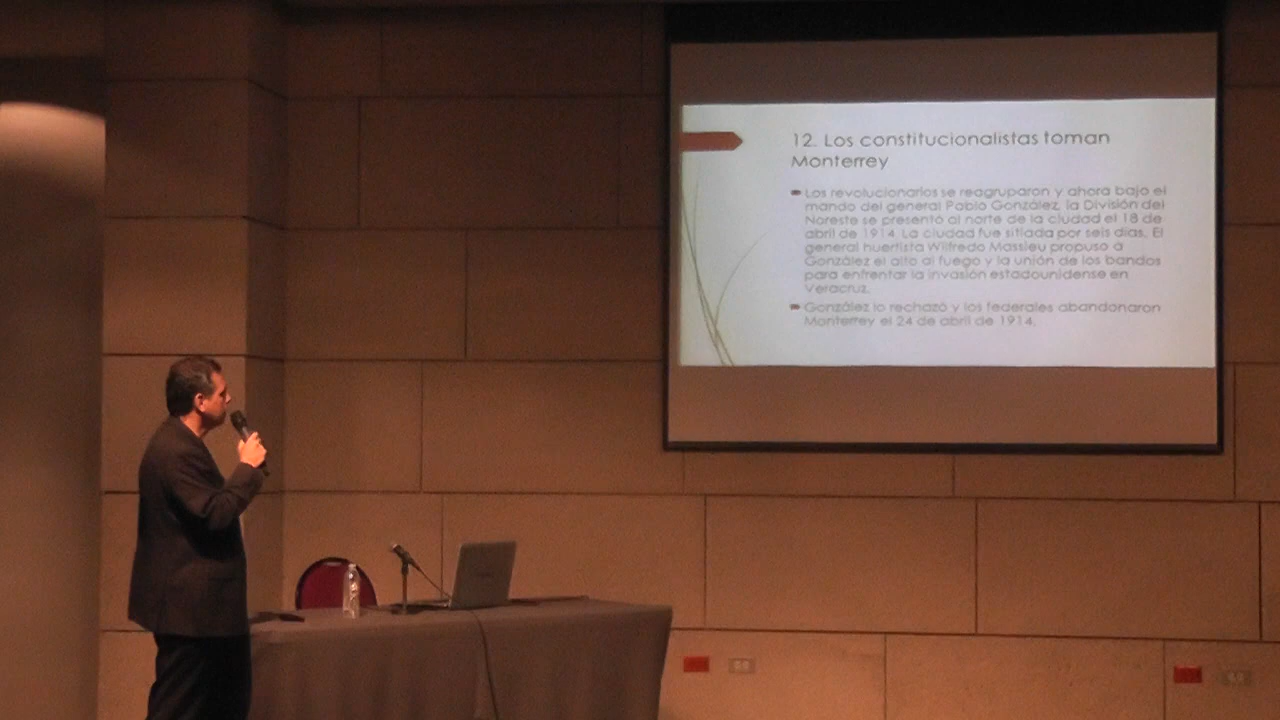 12. Los constitucionalistas toman
Monterrey
Los revolucionarios se reagruparon y ahora bajo el
mando del general Pablo González, la División del
Noreste se presentó al norte de la ciudad el 18 de
abril de 1914. La ciudad fue sitiada por seis días. El
general huertista Wilfredo Massieu propuso a
González el alto al fuego y la unión de los bandos
para enfrentar la invasión estadounidense en
Veracruz.
González lo rechazó y los federales abandonaron
Monterrey el 24 de abril de 1914.